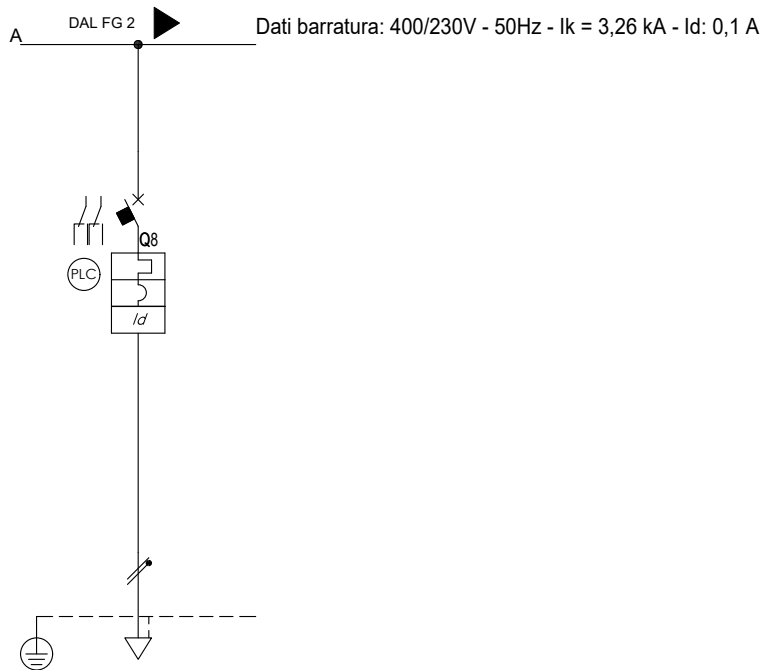 DAL FG 2
Dati barratura: 400/230V - 50Hz - Ik = 3,26 kA - Id: 0,1 A
A
Q8
PLC
Id